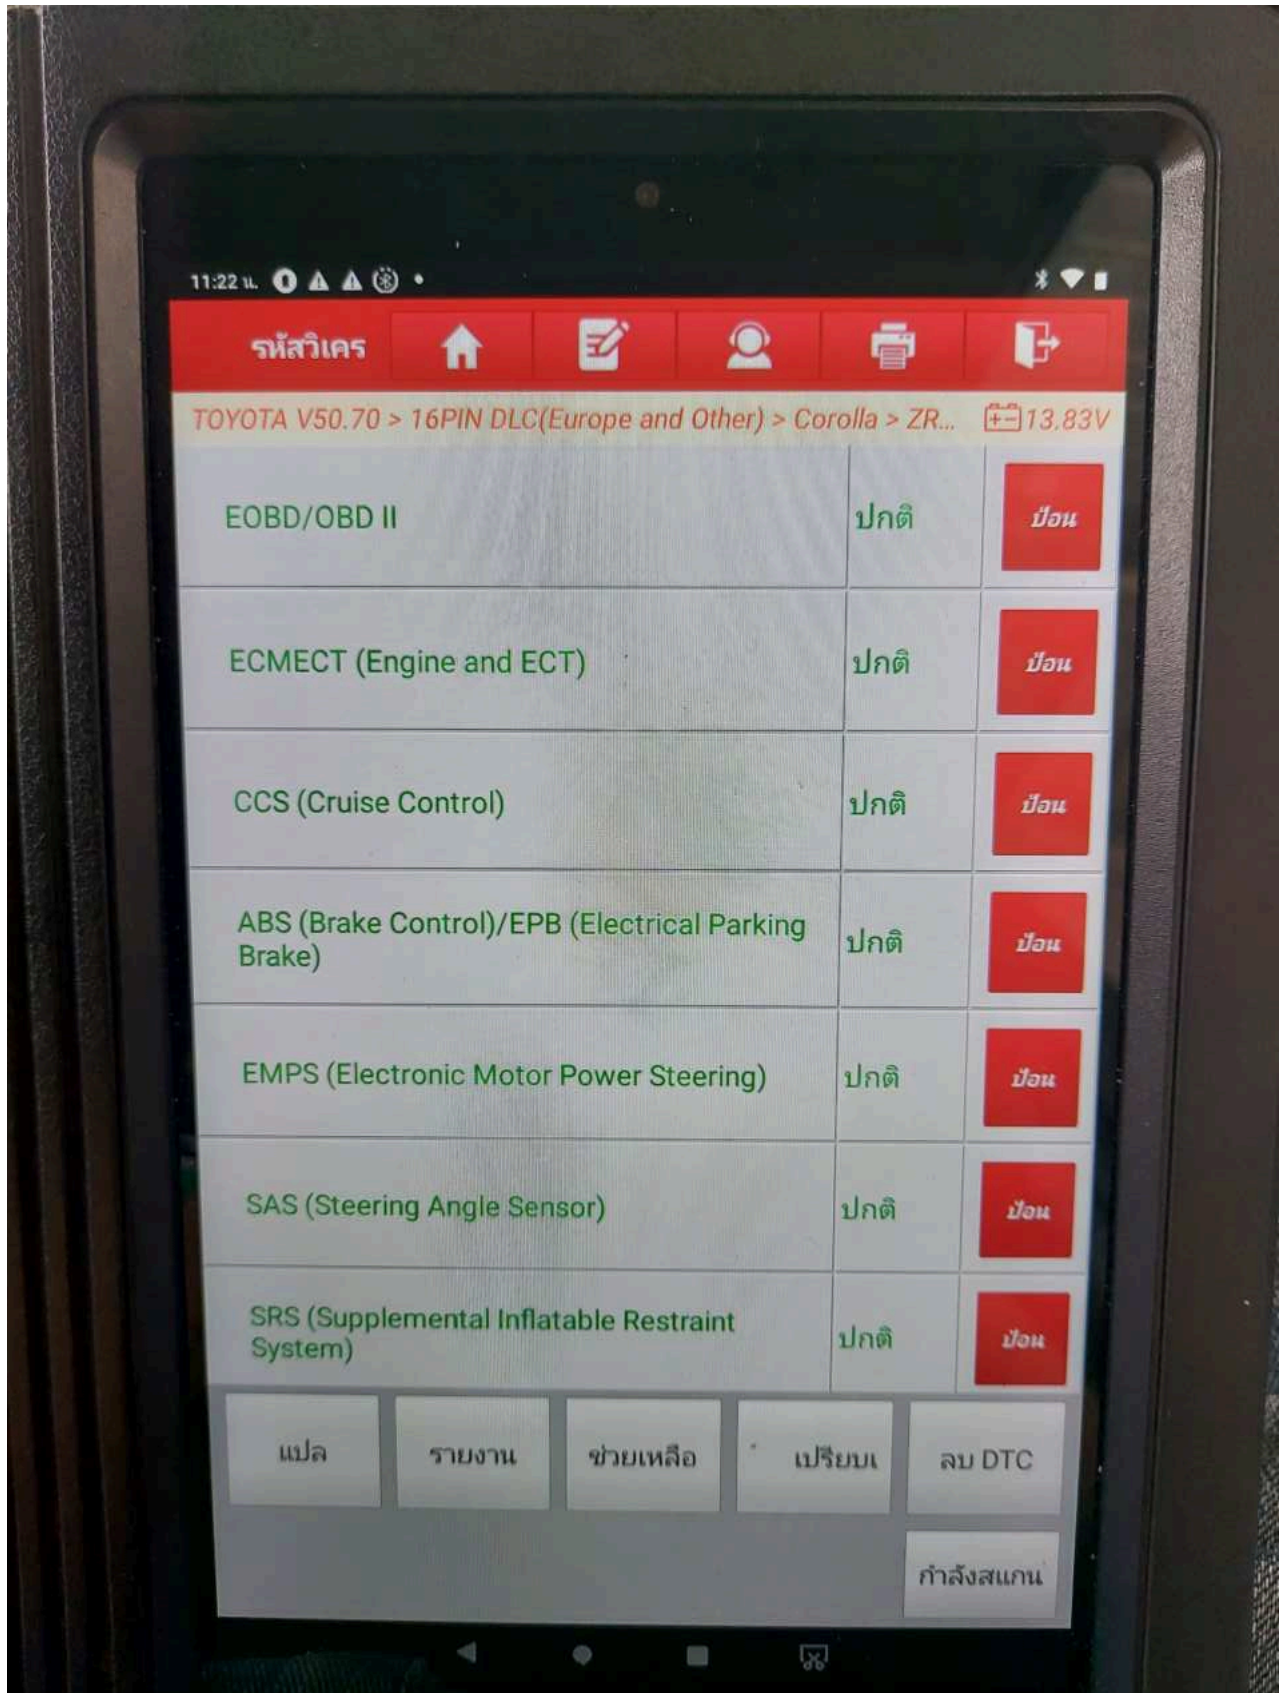 11:22 น.
รหัสวิเคร
TOYOTA V50.70 > 16PIN DLC(Europe and Other) > Corolla > ZR... 13.83V
EOBD/OBD II ปกติ ป้อน
ECMECT (Engine and ECT) ปกติ ป้อน
CCS (Cruise Control) ปกติ ป้อน
ABS (Brake Control)/EPB (Electrical Parking
Brake) ปกติ ป้อน
EMPS (Electronic Motor Power Steering) ปกติ ป้อน
SAS (Steering Angle Sensor) ปกติ ป้อน
SRS (Supplemental Inflatable Restraint
System) ปกติ ป้อน
แปล รายงาน ช่วยเหลือ เปรียบเ ลบ DTC
กำลังสแกน